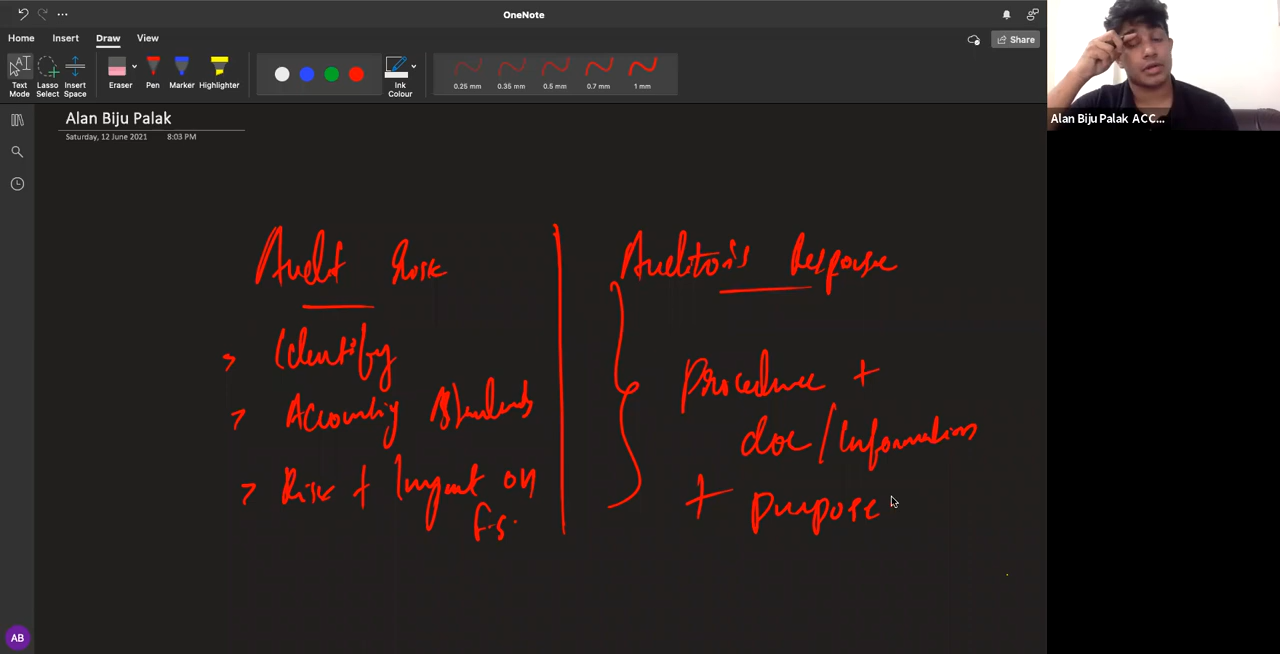 OneNote
Home Insert Draw View
Share
Text Mode
Lasso Select
Insert Space
Eraser
Pen
Marker
Highlighter
Ink Colour
0.25 mm
0.35 mm
0.5 mm
0.7 mm
1 mm
Alan Biju Palak ACC...
Alan Biju Palak
Saturday, 12 June 2021 8:03 PM
Audit Risk
> Identify
> Accounting Standards
> Risk + Impact on
f.s.
Auditor's Response
Procedure +
doc/Information
+ purpose
AB